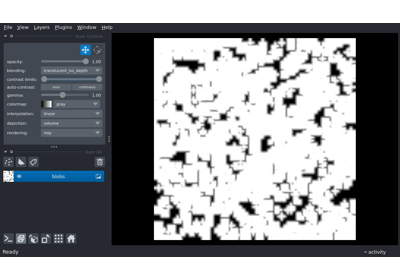 File View Layers Plugins Window Help
opacity: 1.00
blending: translucent_no_depth
contrast limits:
auto-contrast: once continuous
gamma: 1.00
colormap: gray
interpolation: linear
depiction: volume
rendering: mip
blobs
Ready activity